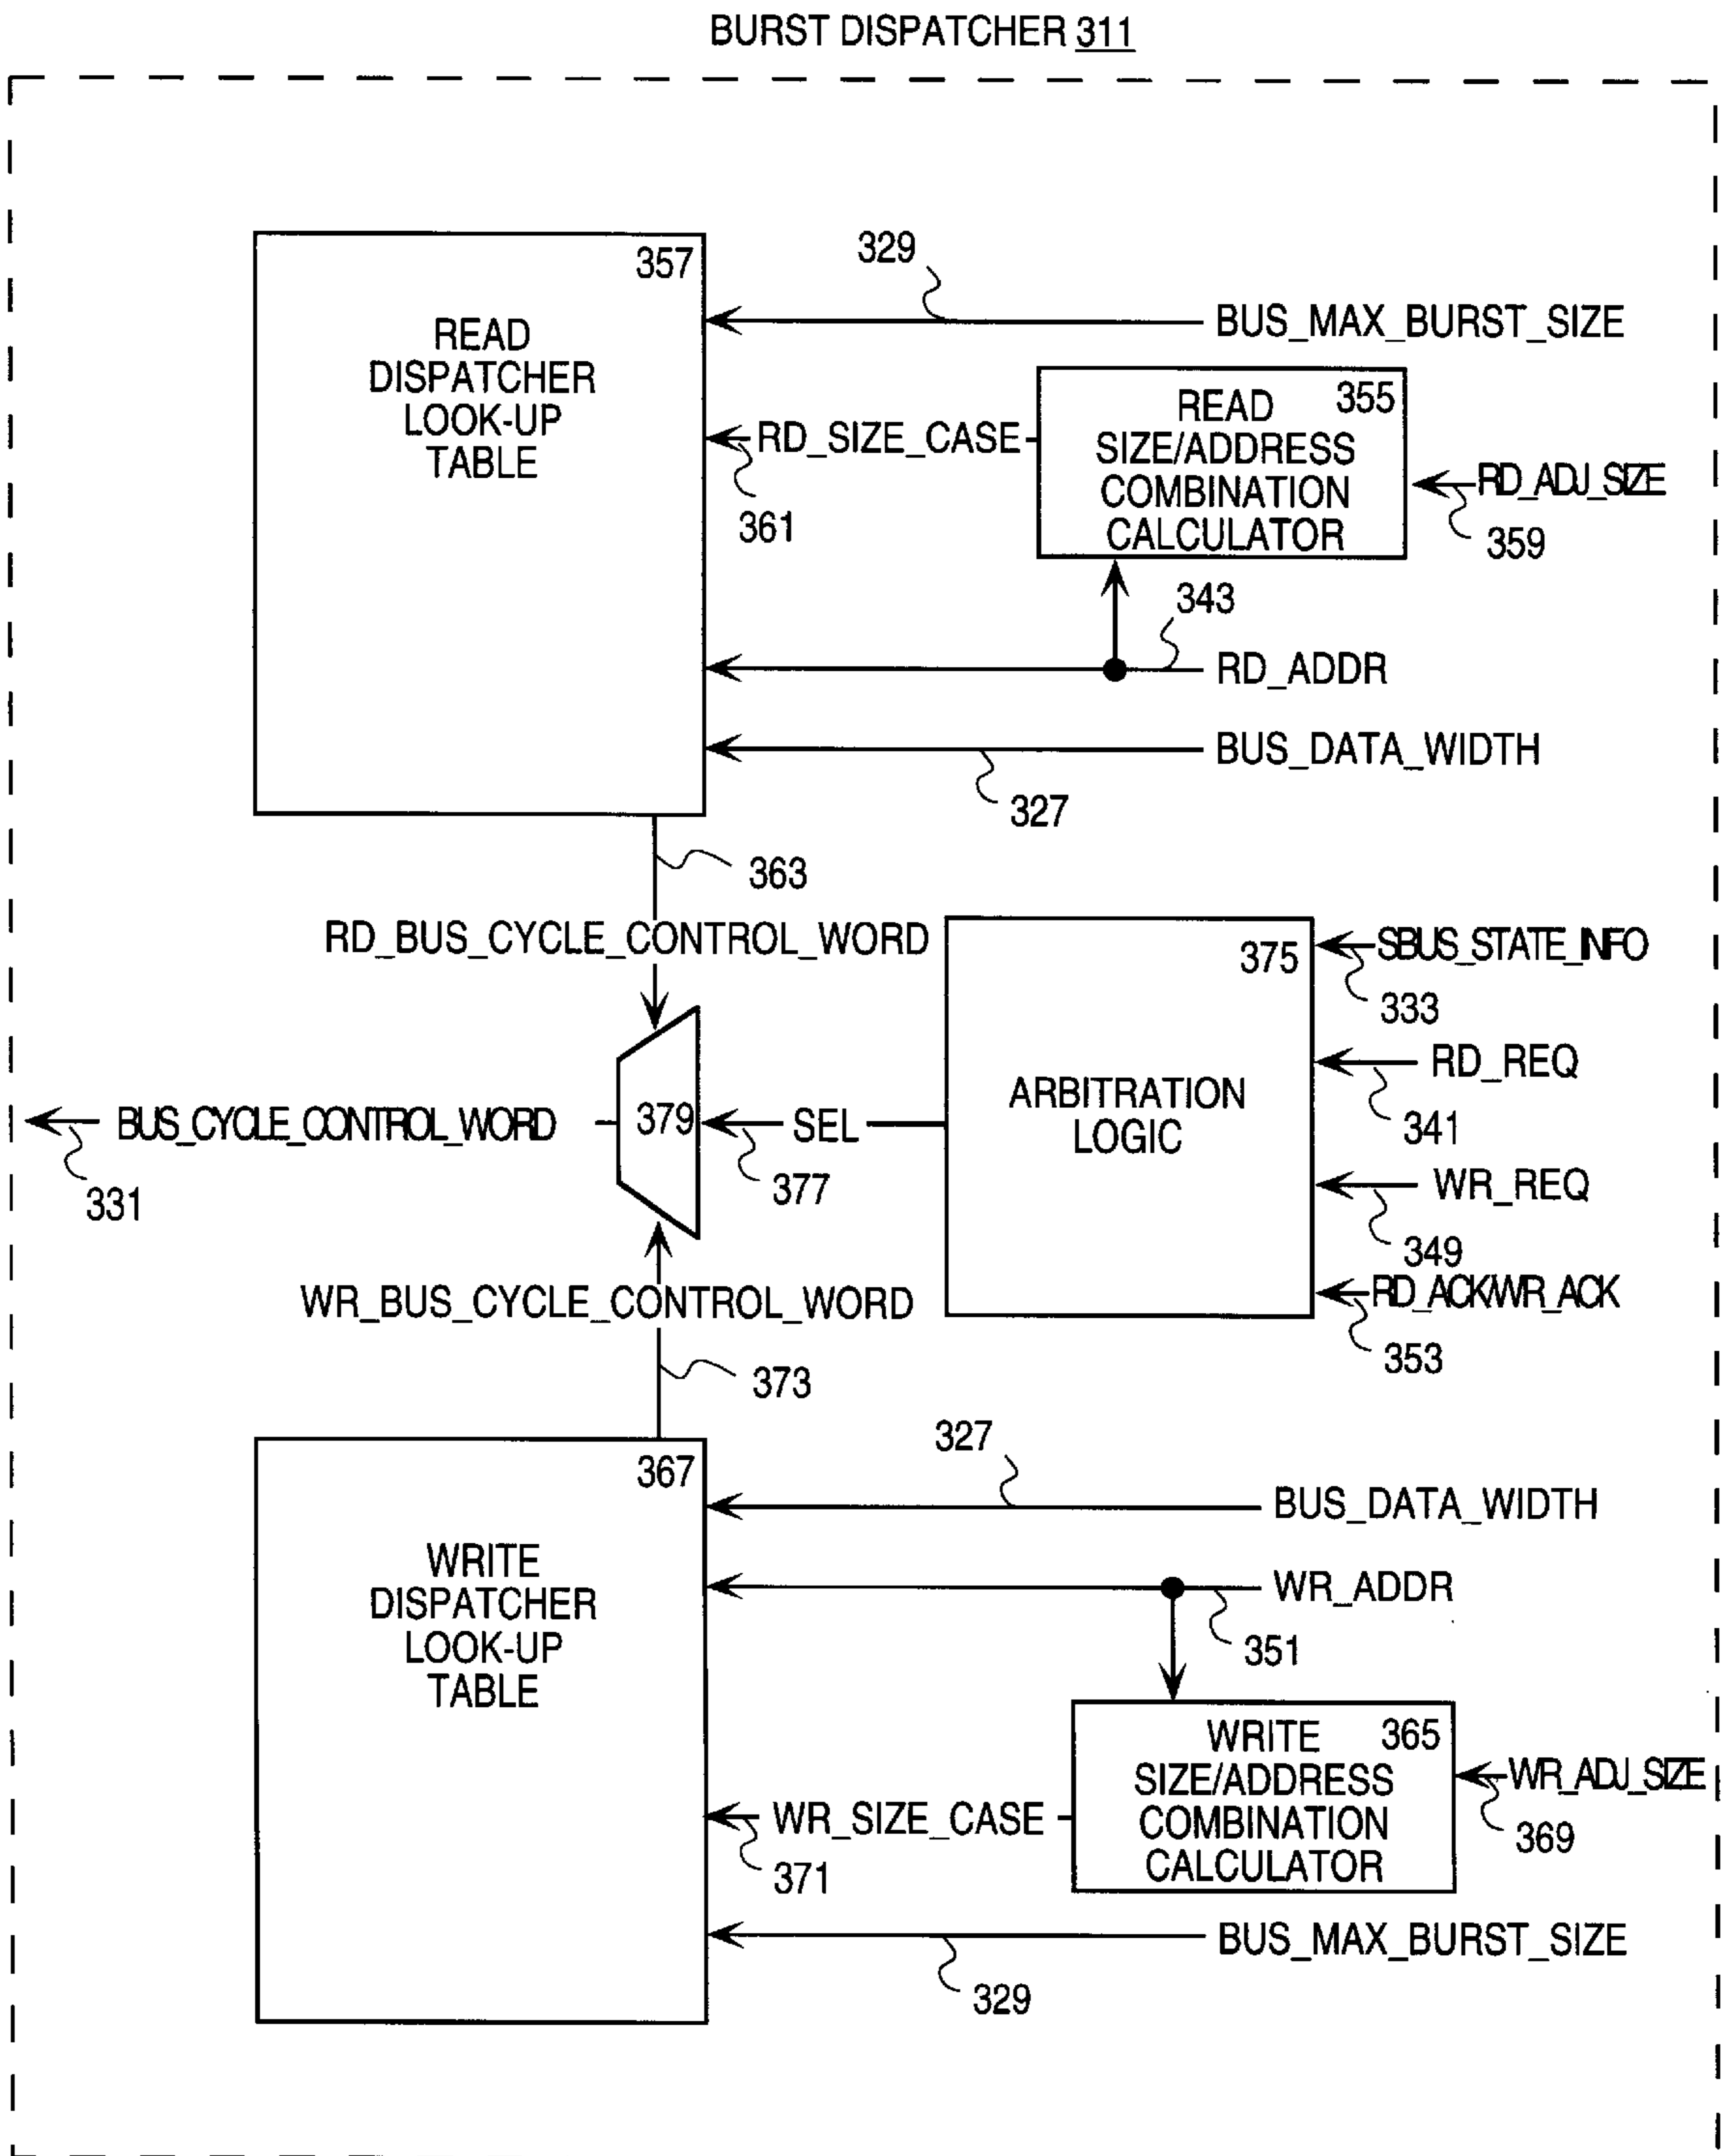 BURST DISPATCHER 311
357
READ
DISPATCHER
LOOK-UP
TABLE
329
BUS_MAX_BURST_SIZE
RD_SIZE_CASE
361
355
READ
SIZE/ADDRESS
COMBINATION
CALCULATOR
RD_ADJ_SIZE
359
343
RD_ADDR
BUS_DATA_WIDTH
327
363
RD_BUS_CYCLE_CONTROL_WORD
375
ARBITRATION
LOGIC
SBUS_STATE_INFO
333
RD_REQ
341
WR_REQ
349
RD_ACK/WR_ACK
353
379
SEL
377
BUS_CYCLE_CONTROL_WORD
331
WR_BUS_CYCLE_CONTROL_WORD
373
367
WRITE
DISPATCHER
LOOK-UP
TABLE
327
BUS_DATA_WIDTH
WR_ADDR
351
365
WRITE
SIZE/ADDRESS
COMBINATION
CALCULATOR
WR_ADJ_SIZE
369
WR_SIZE_CASE
371
BUS_MAX_BURST_SIZE
329